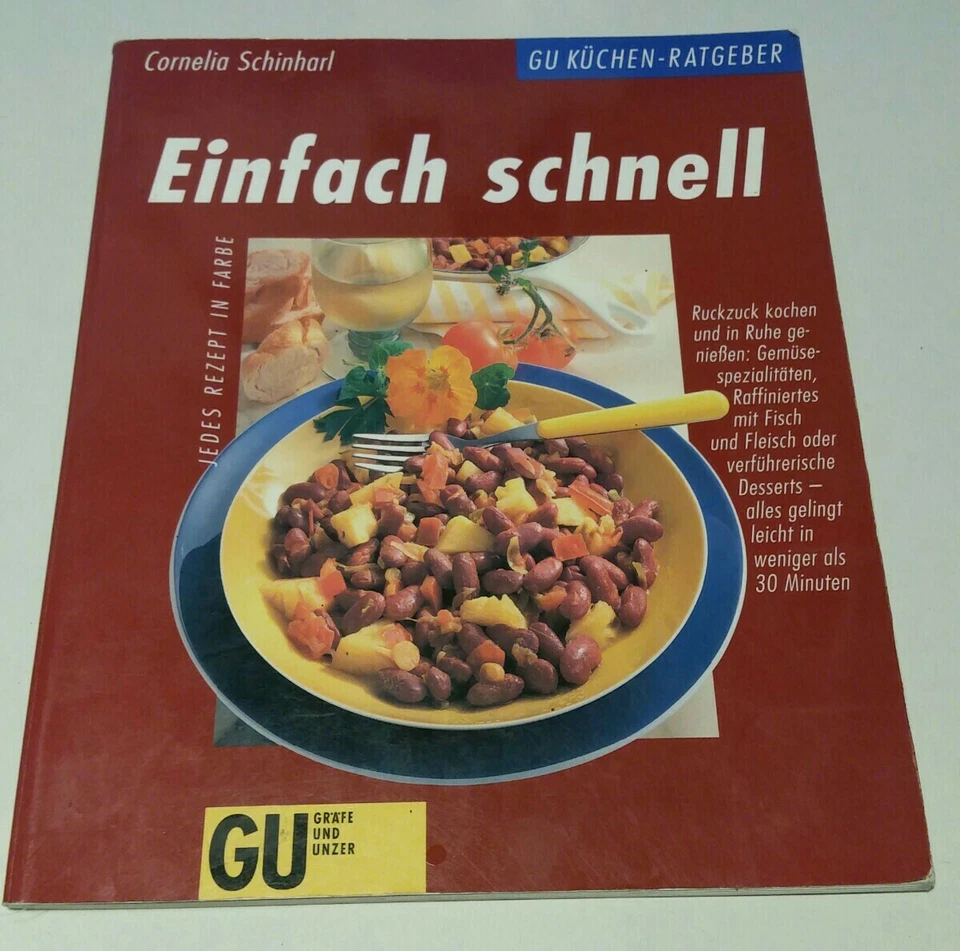 Cornelia Schinharl
GU KÜCHEN-RATGEBER
Einfach schnell
JEDES REZEPT IN FARBE
Ruckzuck kochen
und in Ruhe ge-
nießen: Gemüse-
spezialitäten,
Raffiniertes
mit Fisch
und Fleisch oder
verführerische
Desserts –
alles gelingt
leicht in
weniger als
30 Minuten
GU
GRÄFE
UND
UNZER